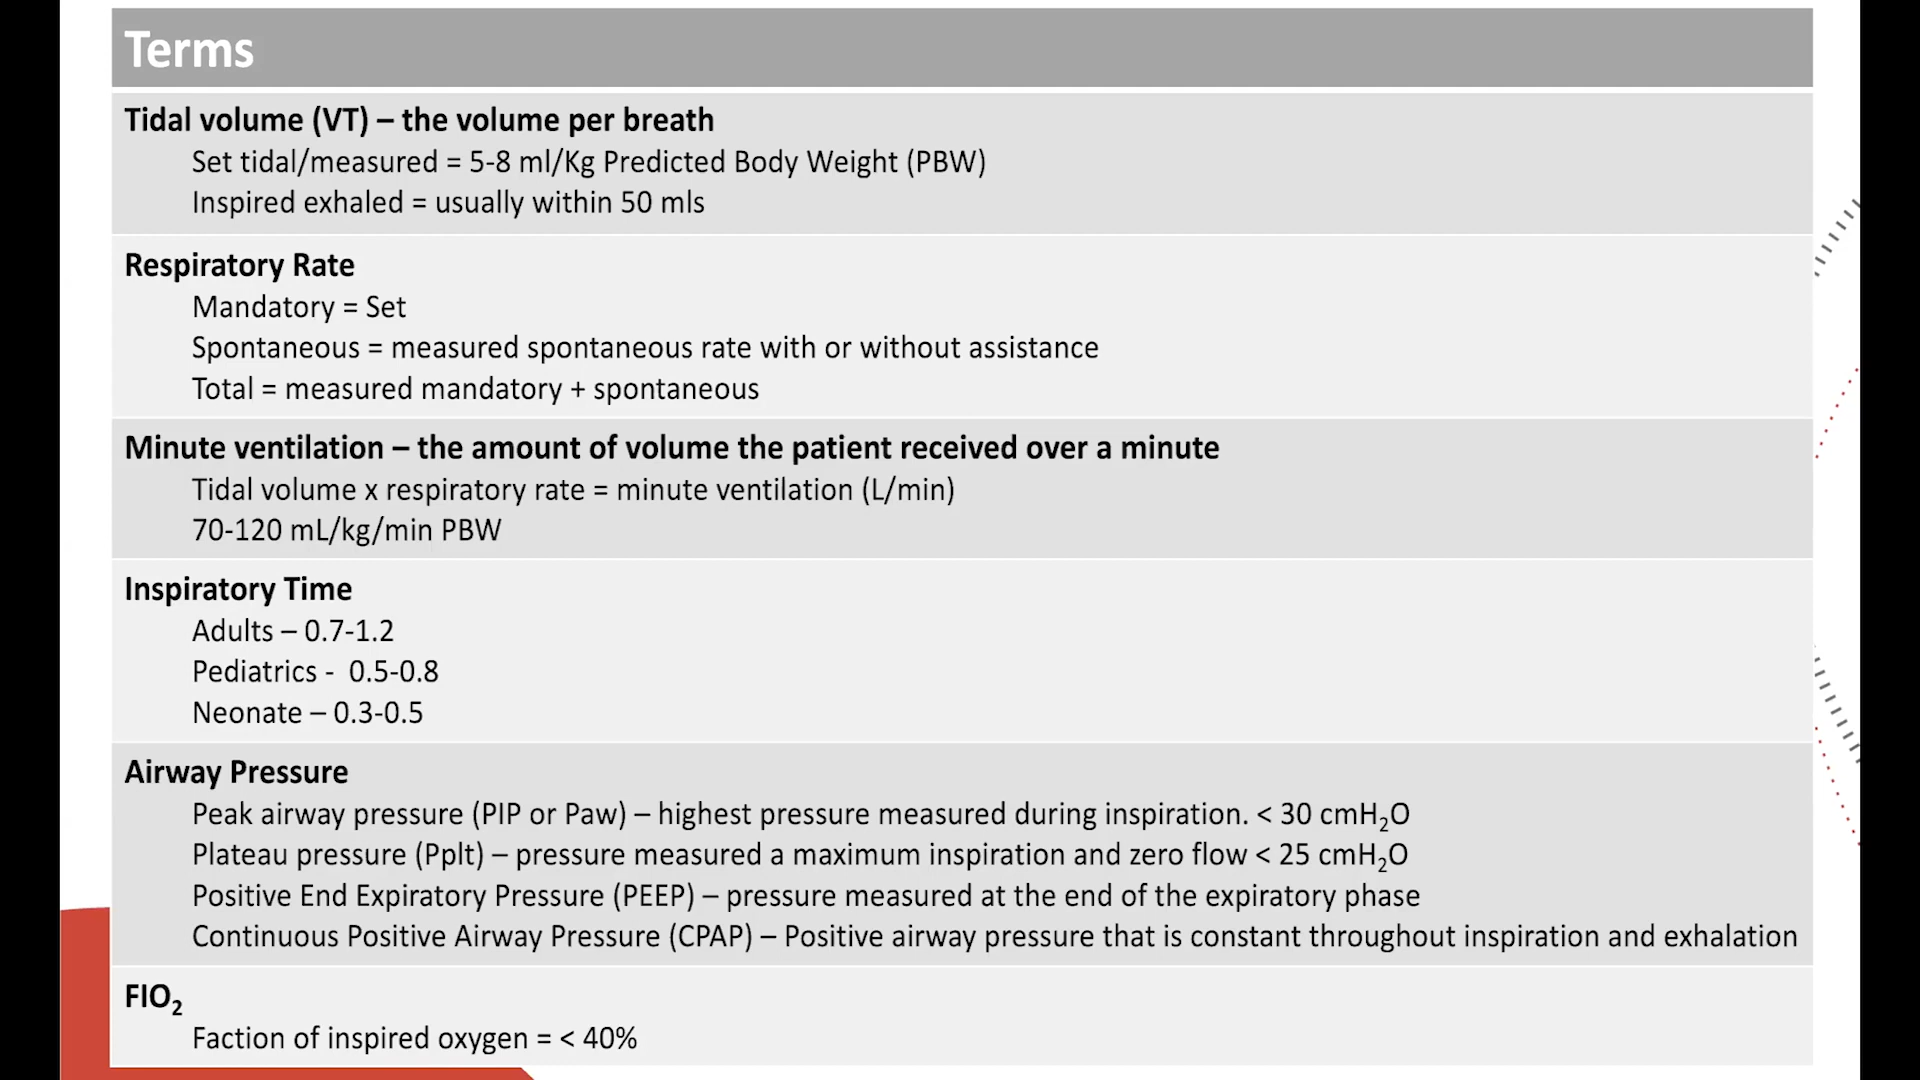 Terms
Tidal volume (VT) – the volume per breath
Set tidal/measured = 5-8 ml/Kg Predicted Body Weight (PBW)
Inspired exhaled = usually within 50 mls
Respiratory Rate
Mandatory = Set
Spontaneous = measured spontaneous rate with or without assistance
Total = measured mandatory + spontaneous
Minute ventilation – the amount of volume the patient received over a minute
Tidal volume x respiratory rate = minute ventilation (L/min)
70-120 mL/kg/min PBW
Inspiratory Time
Adults – 0.7-1.2
Pediatrics - 0.5-0.8
Neonate – 0.3-0.5
Airway Pressure
Peak airway pressure (PIP or Paw) – highest pressure measured during inspiration. < 30 cmH₂O
Plateau pressure (Pplt) – pressure measured a maximum inspiration and zero flow < 25 cmH₂O
Positive End Expiratory Pressure (PEEP) – pressure measured at the end of the expiratory phase
Continuous Positive Airway Pressure (CPAP) – Positive airway pressure that is constant throughout inspiration and exhalation
FIO₂
Faction of inspired oxygen = < 40%